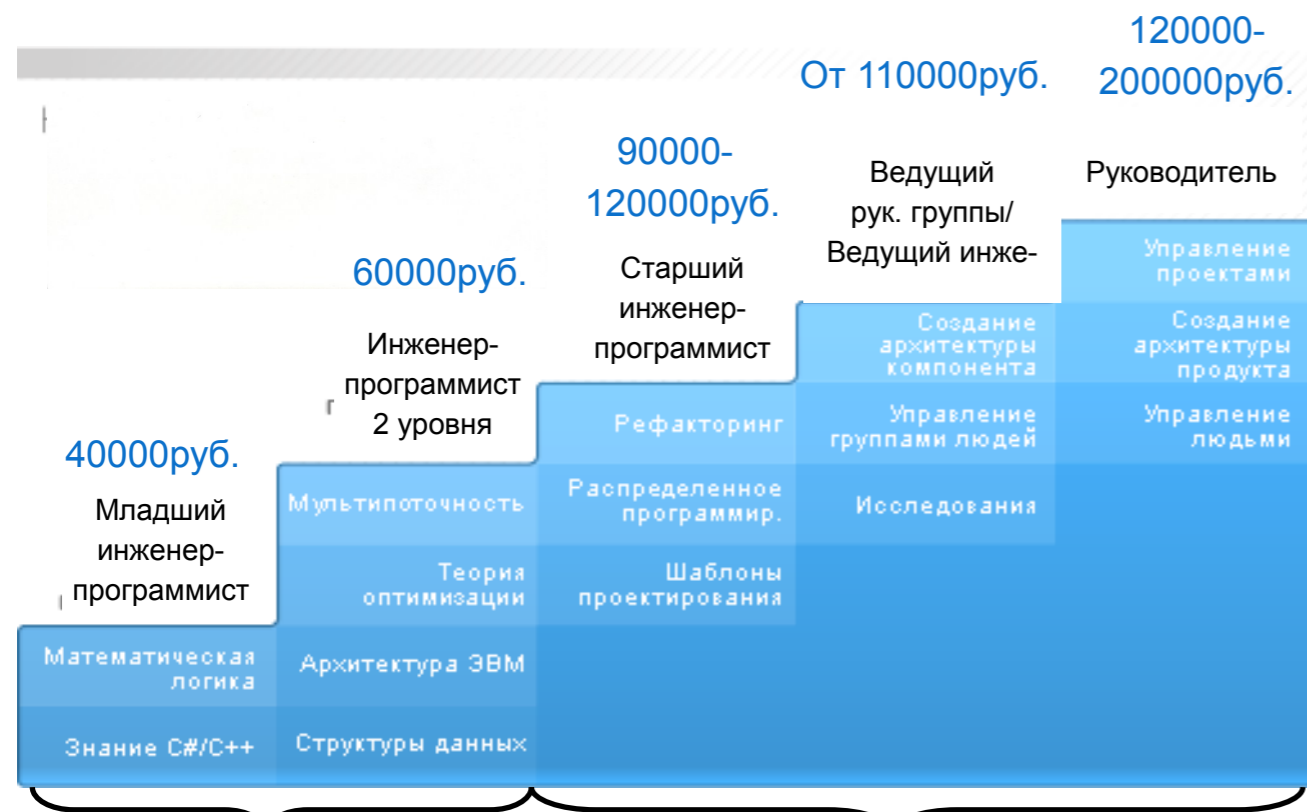 40000руб.
Младший
инженер-
программист
Математическая
логика
Знание C#/C++
60000руб.
Инженер-
программист
2 уровня
Мультипоточность
Теория
оптимизации
Архитектура ЭВМ
Структуры данных
90000-
120000руб.
Старший
инженер-
программист
Рефакторинг
Распределенное
программир.
Шаблоны
проектирования
От 110000руб.
Ведущий
рук. группы/
Ведущий инже-
Создание
архитектуры
компонента
Управление
группами людей
Исследования
120000-
200000руб.
Руководитель
Управление
проектами
Создание
архитектуры
продукта
Управление
людьми